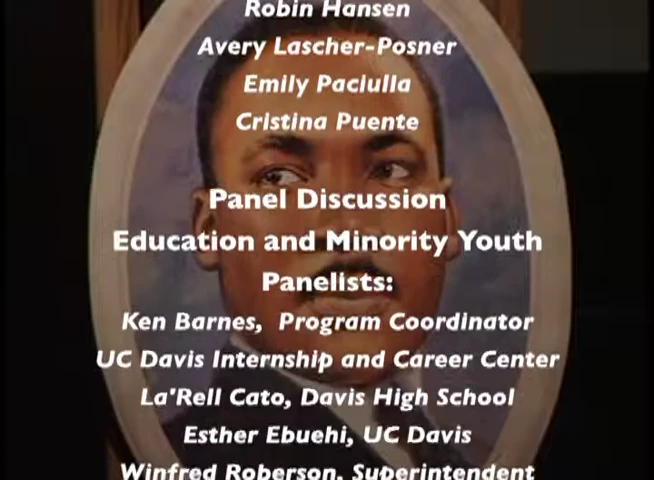 Robin Hansen
Avery Lascher-Posner
Emily Paciulla
Cristina Puente
Panel Discussion
Education and Minority Youth
Panelists:
Ken Barnes, Program Coordinator
UC Davis Internship and Career Center
La'Rell Cato, Davis High School
Esther Ebuehi, UC Davis
Winfred Roberson, Superintendent